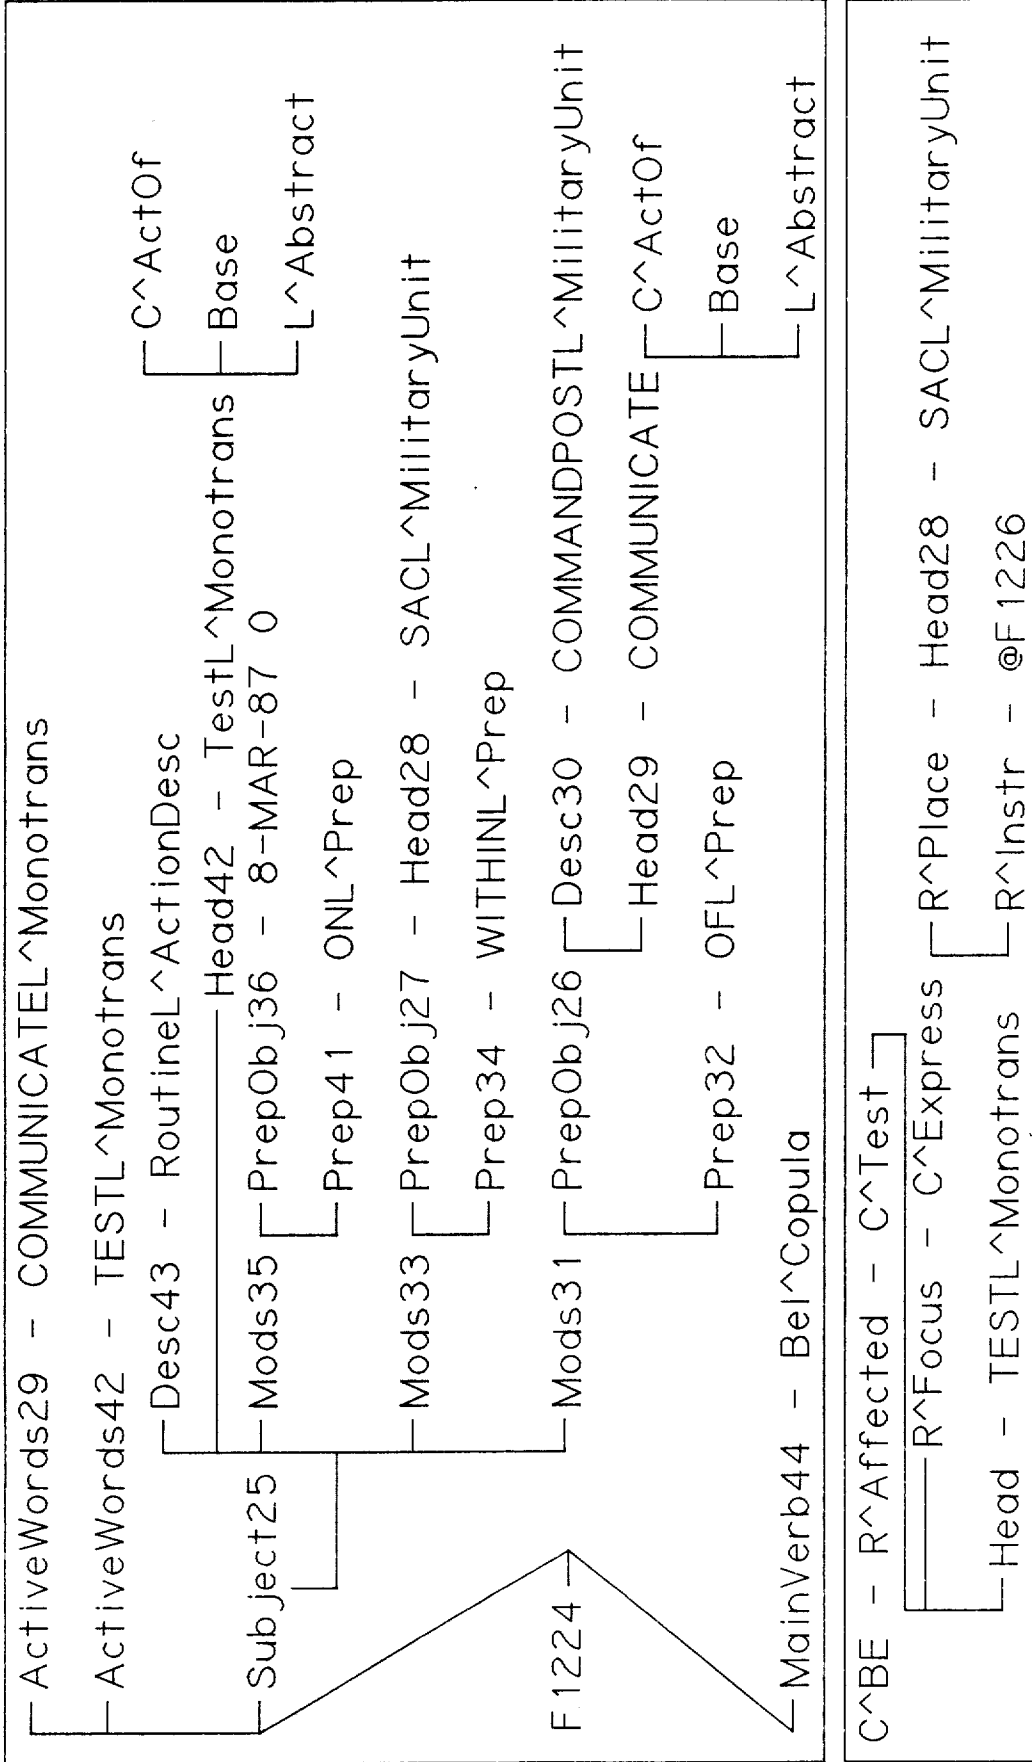 ActiveWords29 - COMMUNICATEL^Monotrans
ActiveWords42 - TESTL^Monotrans
Desc43 - RoutineL^ActionDesc
C^ActOf
Head42 - TestL^Monotrans
Base
Subject25
Mods35
PrepObj36 - 8-MAR-87 0
L^Abstract
Prep41 - ONL^Prep
Mods33
PrepObj27 - Head28 - SACL^MilitaryUnit
Prep34 - WITHINL^Prep
F1224
Mods31
PrepObj26
Desc30 - COMMANDPOSTL^MilitaryUnit
Head29 - COMMUNICATE
C^ActOf
Prep32 - OFL^Prep
Base
MainVerb44 - Bel^Copula
L^Abstract
C^BE - R^Affected - C^Test
R^Focus - C^Express
R^Place - Head28 - SACL^MilitaryUnit
Head - TESTL^Monotrans
R^Instr - @F1226